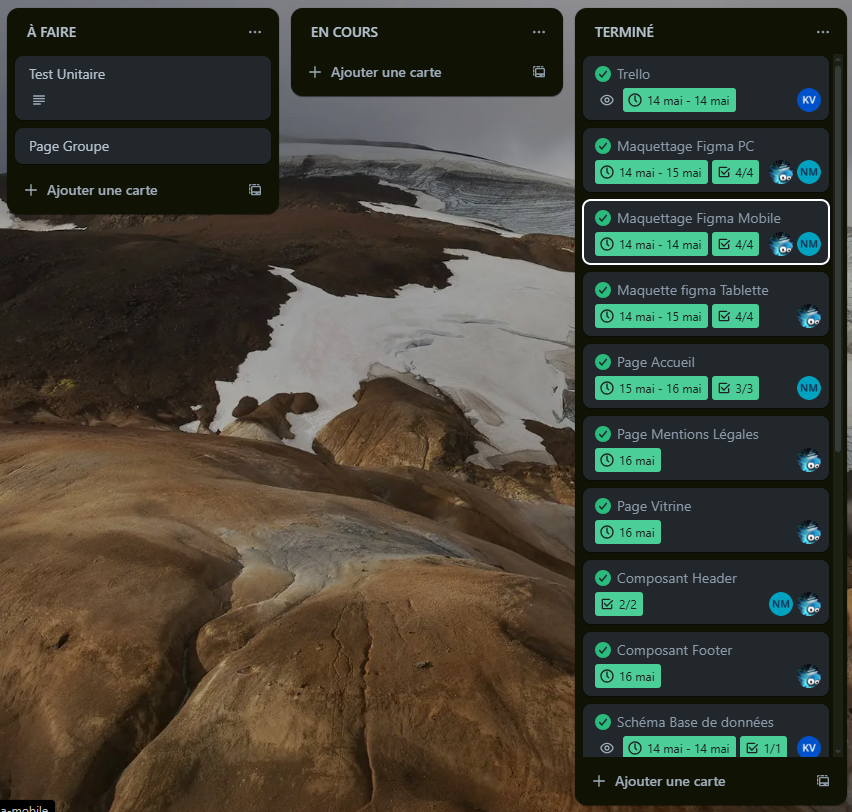 À FAIRE
Test Unitaire
Page Groupe
Ajouter une carte
EN COURS
Ajouter une carte
TERMINÉ
Trello
14 mai - 14 mai
KV
Maquettage Figma PC
14 mai - 15 mai
4/4
NM
Maquettage Figma Mobile
14 mai - 14 mai
4/4
NM
Maquette figma Tablette
14 mai - 15 mai
4/4
Page Accueil
15 mai - 16 mai
3/3
NM
Page Mentions Légales
16 mai
Page Vitrine
16 mai
Composant Header
2/2
NM
Composant Footer
16 mai
Schéma Base de données
14 mai - 14 mai
1/1
KV
Ajouter une carte
a-mobile